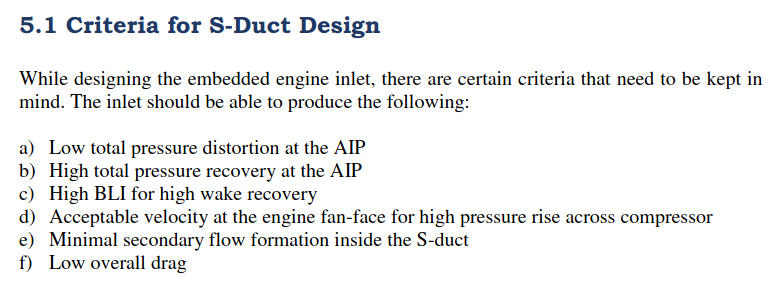 5.1 Criteria for S-Duct Design
While designing the embedded engine inlet, there are certain criteria that need to be kept in
mind. The inlet should be able to produce the following:
a) Low total pressure distortion at the AIP
b) High total pressure recovery at the AIP
c) High BLI for high wake recovery
d) Acceptable velocity at the engine fan-face for high pressure rise across compressor
e) Minimal secondary flow formation inside the S-duct
f) Low overall drag